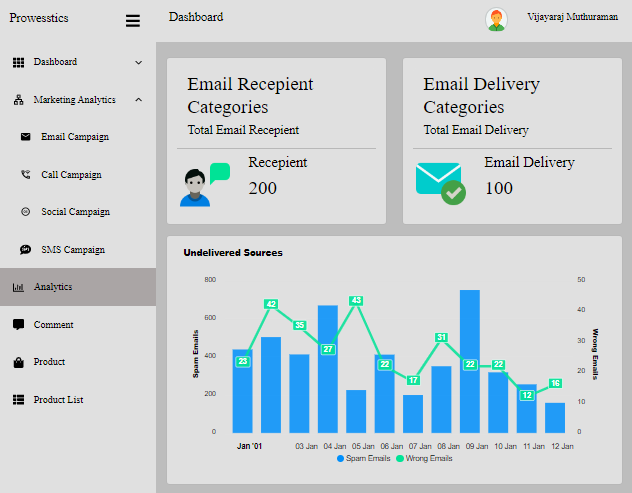 Prowesstics
Dashboard
Vijayaraj Muthuraman
Dashboard
Marketing Analytics
Email Campaign
Call Campaign
Social Campaign
SMS Campaign
Analytics
Comment
Product
Product List
Email Recepient
Categories
Total Email Recepient
Recepient
200
Email Delivery
Categories
Total Email Delivery
Email Delivery
100
Undelivered Sources
Spam Emails
800
600
400
200
0
23
42
35
27
43
22
17
31
22
22
12
16
50
40
30
20
10
0
Wrong Emails
Jan '01
03 Jan
04 Jan
05 Jan
06 Jan
07 Jan
08 Jan
09 Jan
10 Jan
11 Jan
12 Jan
Spam Emails
Wrong Emails